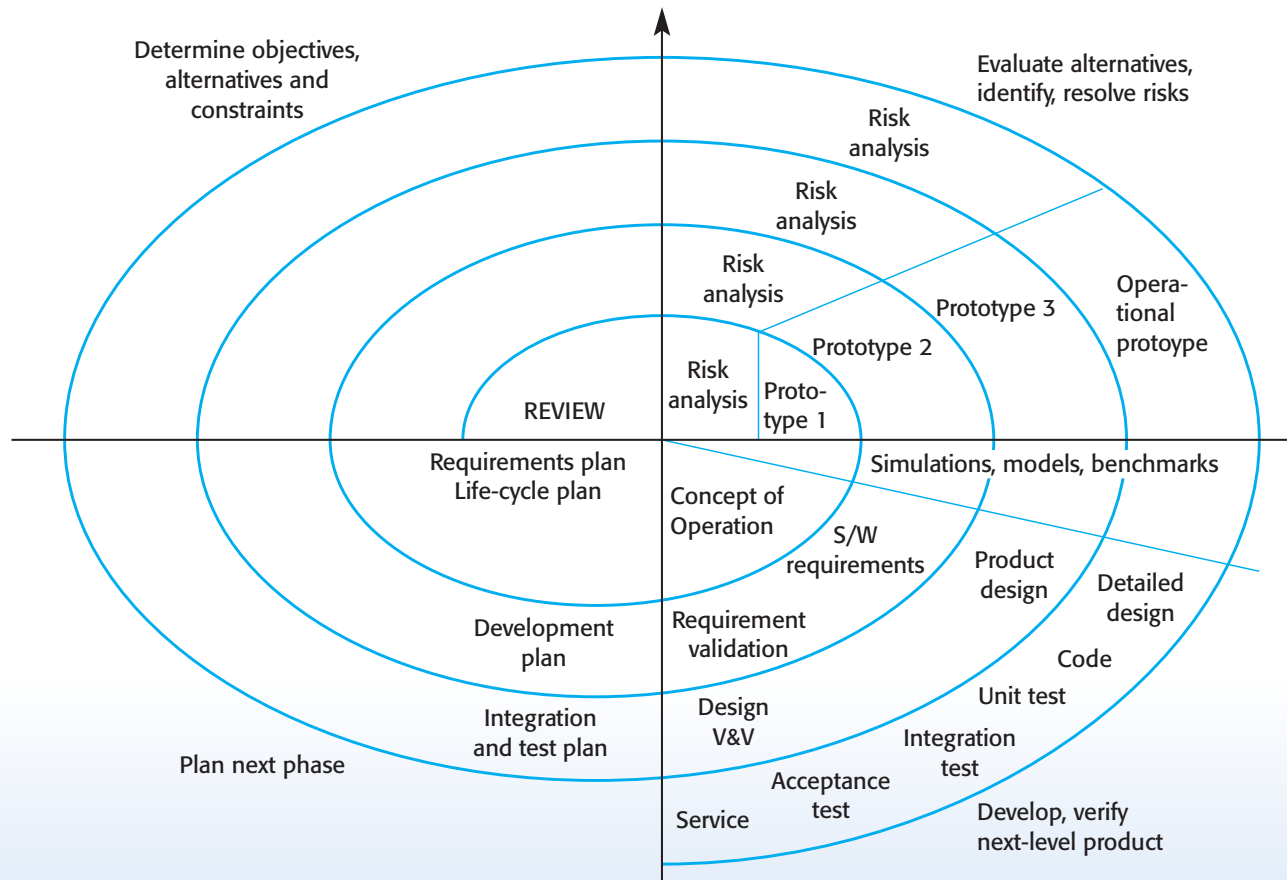 Determine objectives,
alternatives and
constraints
Evaluate alternatives,
identify, resolve risks
Risk
analysis
Risk
analysis
Risk
analysis
Risk
analysis
Proto-
type 1
Prototype 2
Prototype 3
Opera-
tional
protoype
REVIEW
Requirements plan
Life-cycle plan
Simulations, models, benchmarks
Concept of
Operation
S/W
requirements
Product
design
Detailed
design
Development
plan
Requirement
validation
Code
Unit test
Integration
and test plan
Design
V&V
Integration
test
Plan next phase
Acceptance
test
Service
Develop, verify
next-level product